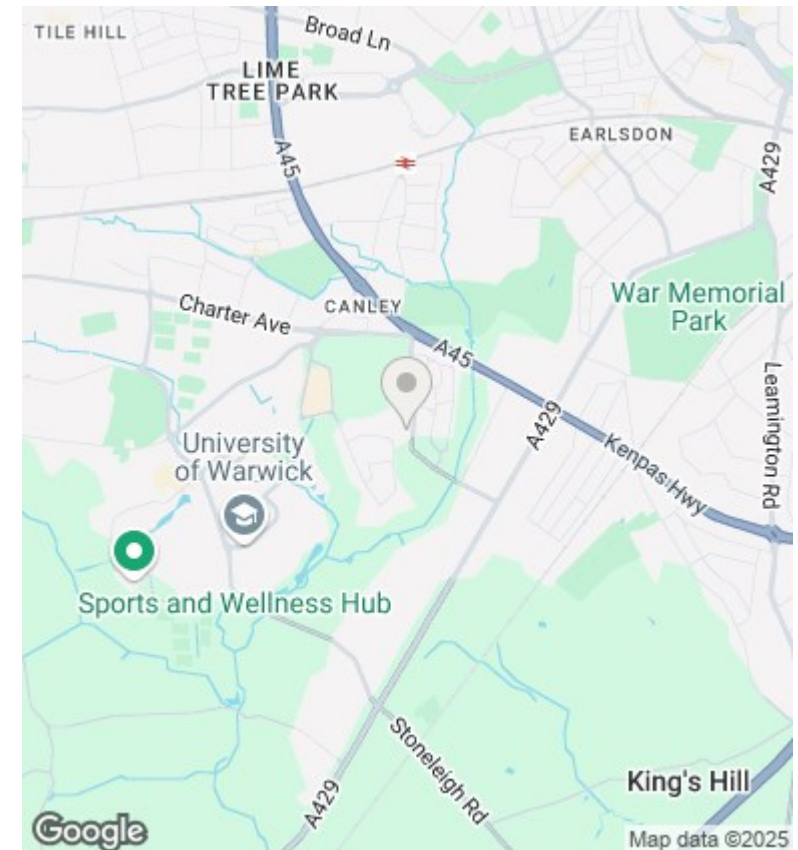 TILE HILL
Broad Ln
LIME
TREE PARK
EARLSDON
A429
A45
War Memorial
Park
Charter Ave
CANLEY
A45
Leamington Rd
A429
University
of Warwick
Kenpas Hwy
Sports and Wellness Hub
Stoneleigh Rd
King's Hill
A429
Google
Map data ©2025